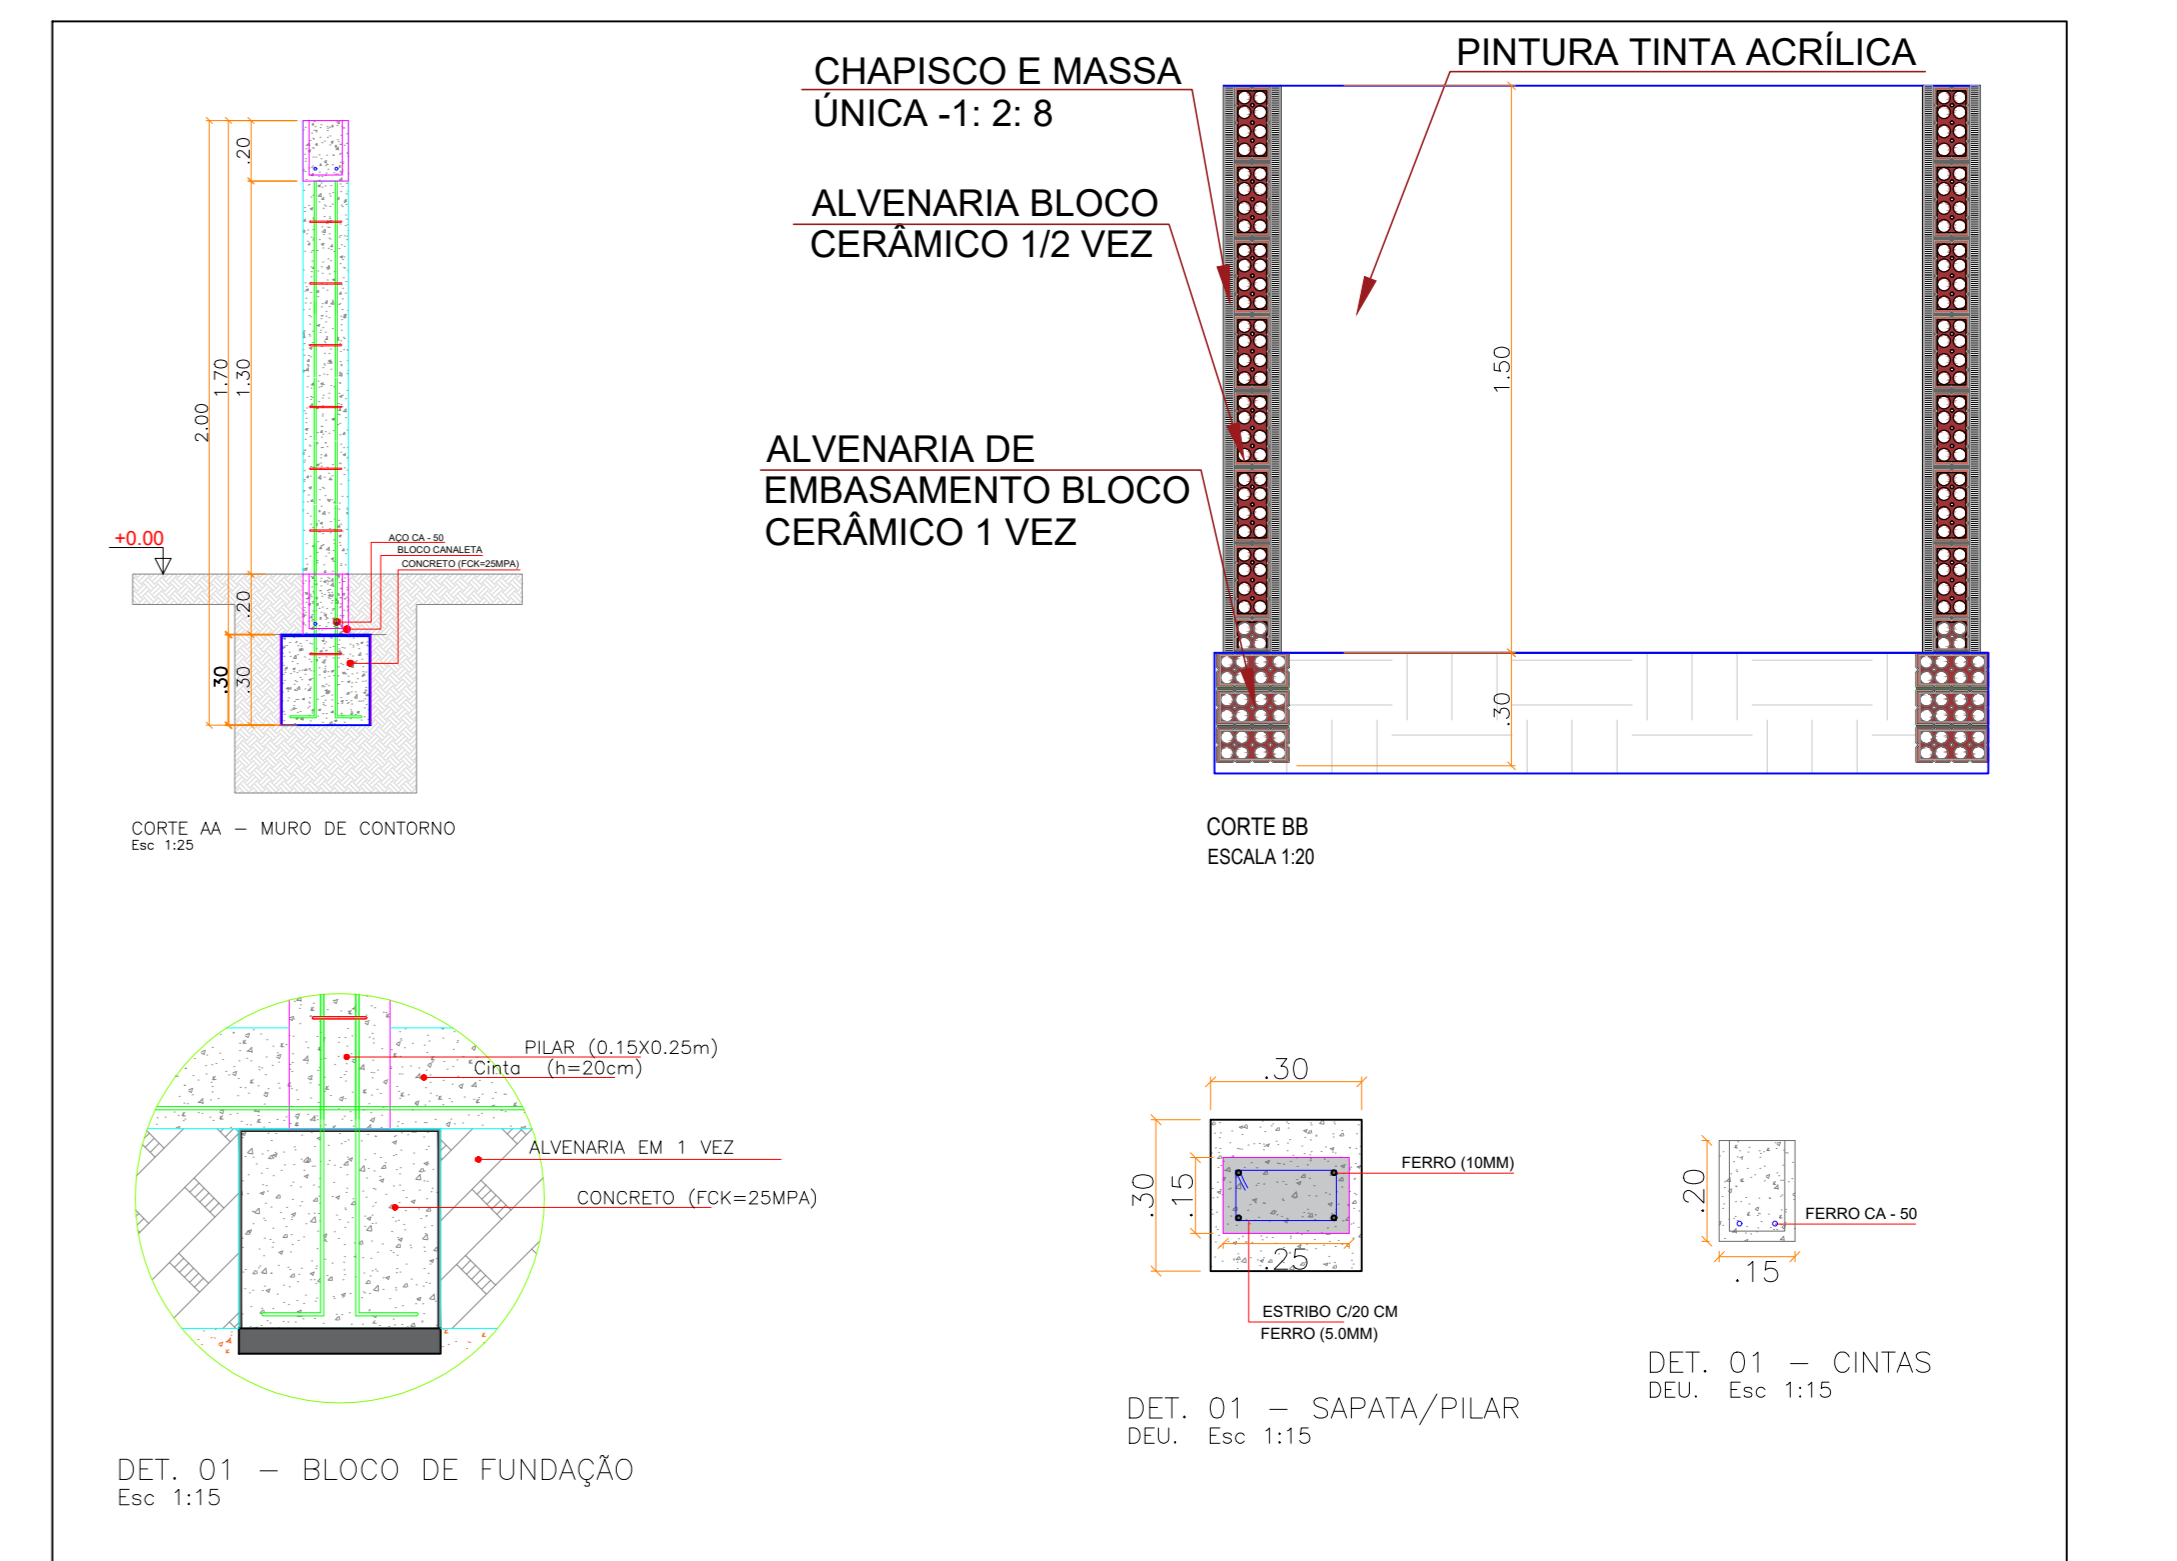 CHAPISCO E MASSA
ÚNICA -1: 2: 8
PINTURA TINTA ACRÍLICA
ALVENARIA BLOCO
CERÂMICO 1/2 VEZ
ALVENARIA DE
EMBASAMENTO BLOCO
CERÂMICO 1 VEZ
.20
1.30
1.70
2.00
.20
.30
.30
+0.00
AÇO CA - 50
BLOCO CANALETA
CONCRETO (FCK=25MPA)
1.50
.30
CORTE AA - MURO DE CONTORNO
Esc 1:25
CORTE BB
ESCALA 1:20
PILAR (0.15X0.25m)
Cinta (h=20cm)
ALVENARIA EM 1 VEZ
CONCRETO (FCK=25MPA)
DET. 01 - BLOCO DE FUNDAÇÃO
Esc 1:15
.30
.30
.15
.25
FERRO (10MM)
ESTRIBO C/20 CM
FERRO (5.0MM)
DET. 01 - SAPATA/PILAR
DEU. Esc 1:15
.20
.15
FERRO CA - 50
DET. 01 - CINTAS
DEU. Esc 1:15